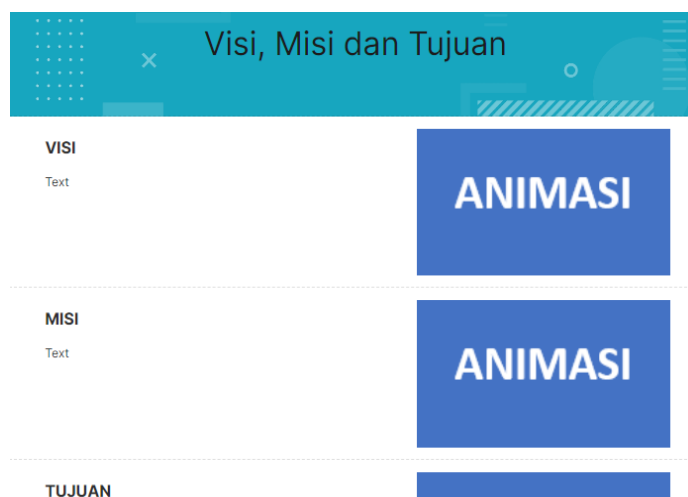 Visi, Misi dan Tujuan
VISI
Text
ANIMASI
MISI
Text
ANIMASI
TUJUAN